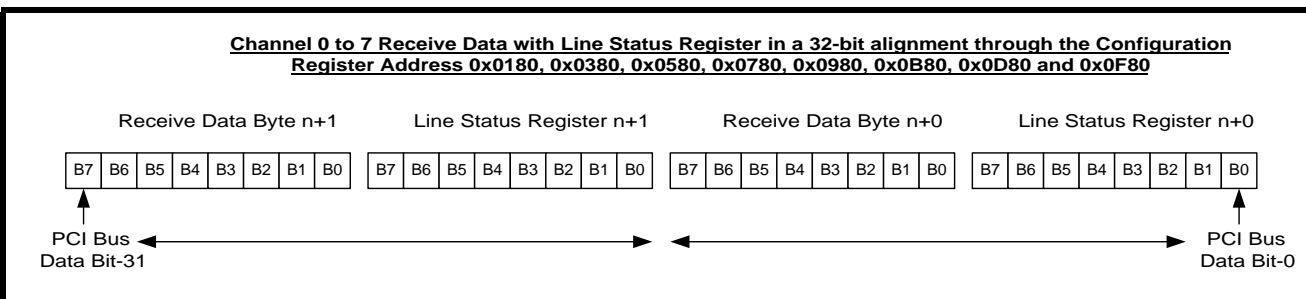 Channel 0 to 7 Receive Data with Line Status Register in a 32-bit alignment through the Configuration
Register Address 0x0180, 0x0380, 0x0580, 0x0780, 0x0980, 0x0B80, 0x0D80 and 0x0F80
Receive Data Byte n+1 Line Status Register n+1 Receive Data Byte n+0 Line Status Register n+0
B7 B6 B5 B4 B3 B2 B1 B0 B7 B6 B5 B4 B3 B2 B1 B0 B7 B6 B5 B4 B3 B2 B1 B0 B7 B6 B5 B4 B3 B2 B1 B0
PCI Bus PCI Bus
Data Bit-31 Data Bit-0